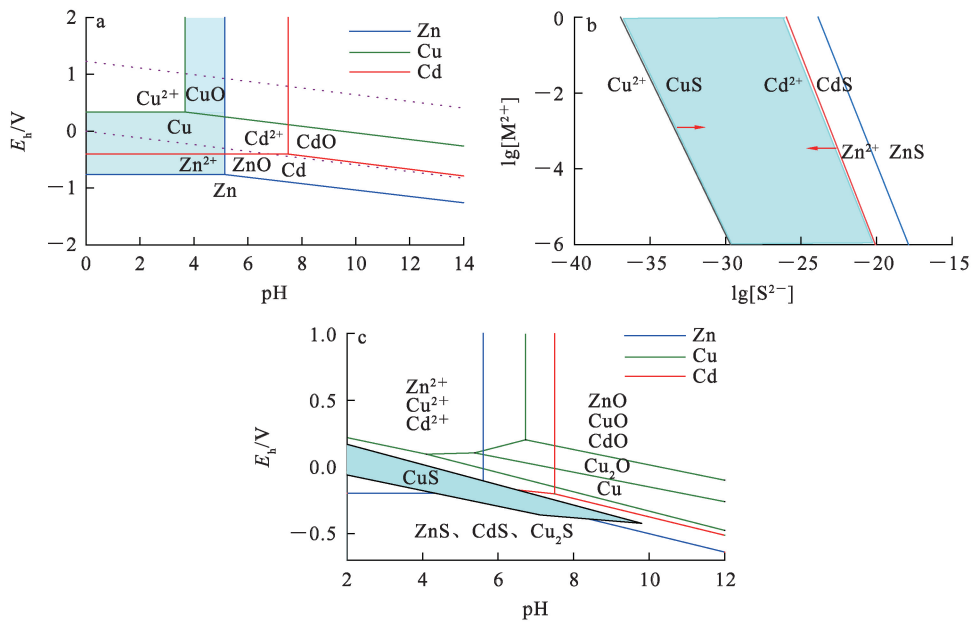 a
2
1
0
−1
−2
E_h/V
0
2
4
6
8
10
12
14
pH
Zn
Cu
Cd
Cu²⁺
CuO
Cu
Cd²⁺
CdO
Zn²⁺
ZnO
Cd
Zn
b
0
−2
−4
−6
lg[M²⁺]
−40
−35
−30
−25
−20
−15
lg[S²⁻]
Cu²⁺
CuS
Cd²⁺
CdS
Zn²⁺
ZnS
c
1.0
0.5
0.0
−0.5
E_h/V
2
4
6
8
10
12
pH
Zn
Cu
Cd
Zn²⁺
Cu²⁺
Cd²⁺
ZnO
CuO
CdO
Cu₂O
Cu
CuS
ZnS、CdS、Cu₂S